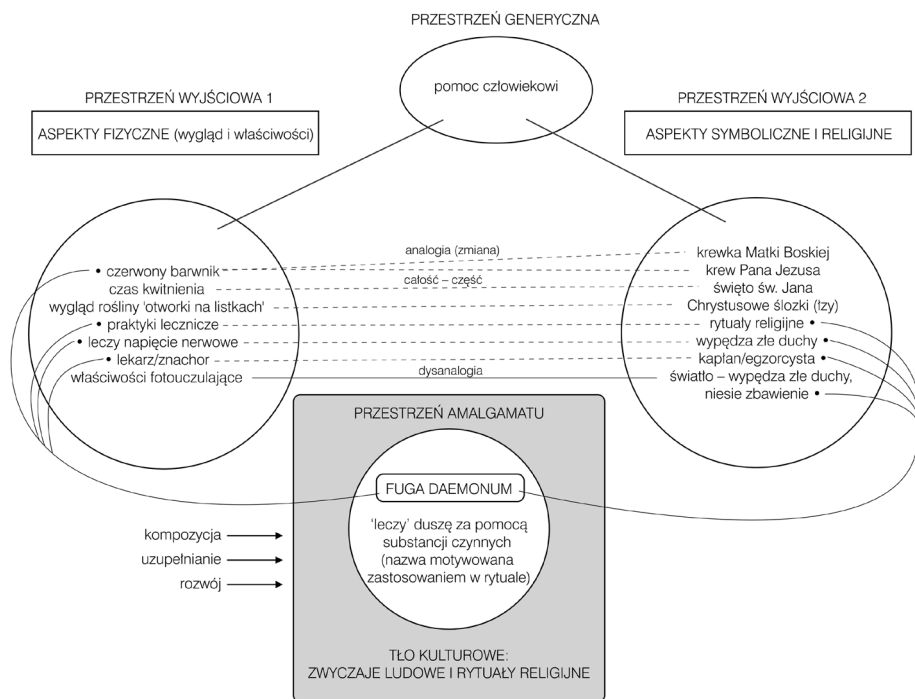 PRZESTRZEŃ GENERYCZNA
pomoc człowiekowi
PRZESTRZEŃ WYJŚCIOWA 1
ASPEKTY FIZYCZNE (wygląd i właściwości)
PRZESTRZEŃ WYJŚCIOWA 2
ASPEKTY SYMBOLICZNE I RELIGIJNE
• czerwony barwnik
czas kwitnienia
wygląd rośliny 'otworki na listkach'
• praktyki lecznicze
• leczy napięcie nerwowe
• lekarz/znachor
właściwości fotouczulające
analogia (zmiana)
całość – część
dysanalogia
krewka Matki Boskiej
krew Pana Jezusa
święto św. Jana
Chrystusowe ślozki (łzy)
rytuały religijne •
wypędza złe duchy •
kapłan/egzorcysta •
światło – wypędza złe duchy,
niesie zbawienie •
PRZESTRZEŃ AMALGAMATU
FUGA DAEMONUM
'leczy' duszę za pomocą
substancji czynnych
(nazwa motywowana
zastosowaniem w rytuale)
kompozycja
uzupełnianie
rozwój
TŁO KULTUROWE:
ZWYCZAJE LUDOWE I RYTUAŁY RELIGIJNE